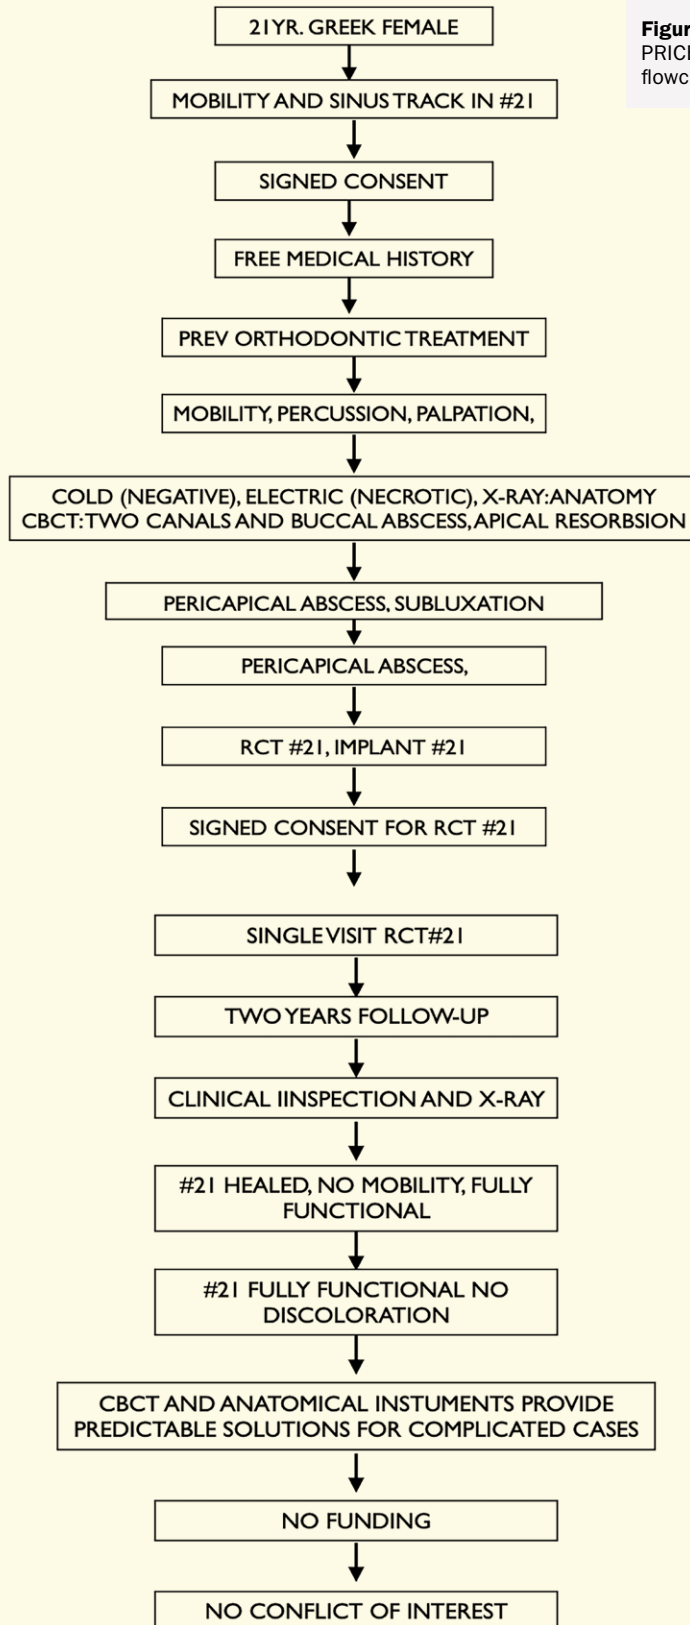 21YR. GREEK FEMALE
MOBILITY AND SINUS TRACK IN #21
SIGNED CONSENT
FREE MEDICAL HISTORY
PREV ORTHODONTIC TREATMENT
MOBILITY, PERCUSSION, PALPATION,
COLD (NEGATIVE), ELECTRIC (NECROTIC), X-RAY:ANATOMY
CBCT:TWO CANALS AND BUCCAL ABSCESS, APICAL RESORBSION
PERICAPICAL ABSCESS, SUBLUXATION
PERICAPICAL ABSCESS,
RCT #21, IMPLANT #21
SIGNED CONSENT FOR RCT #21
SINGLE VISIT RCT#21
TWO YEARS FOLLOW-UP
CLINICAL IINSPECTION AND X-RAY
#21 HEALED, NO MOBILITY, FULLY
FUNCTIONAL
#21 FULLY FUNCTIONAL NO
DISCOLORATION
CBCT AND ANATOMICAL INSTUMENTS PROVIDE
PREDICTABLE SOLUTIONS FOR COMPLICATED CASES
NO FUNDING
NO CONFLICT OF INTEREST